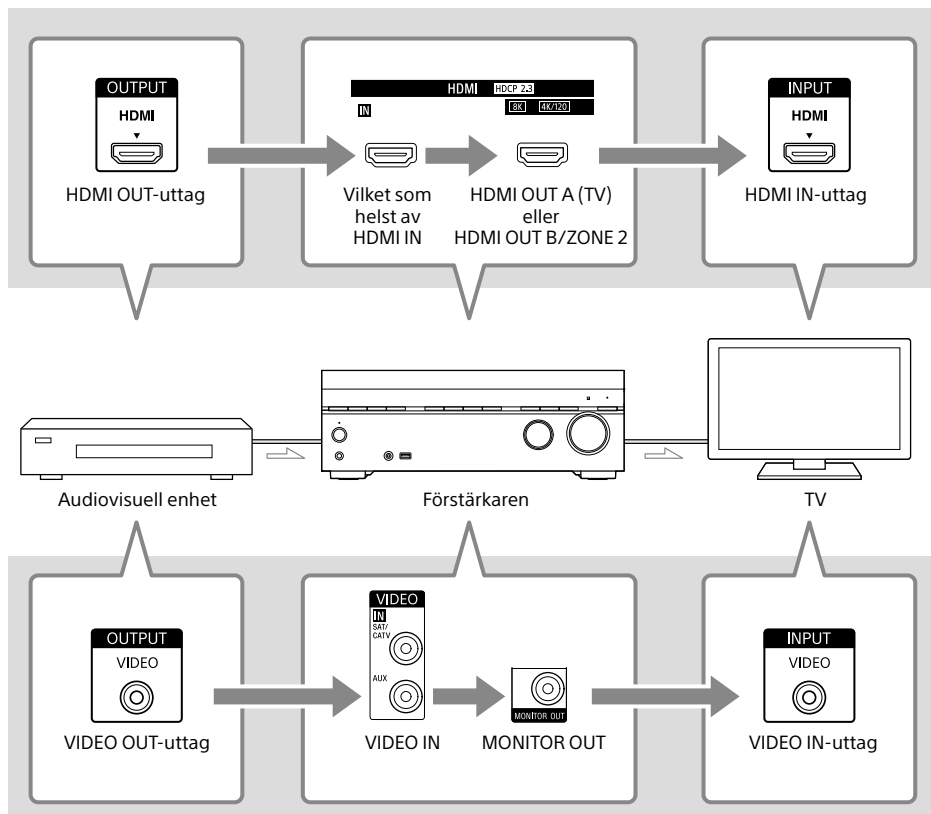 OUTPUT
HDMI
HDMI OUT-uttag
HDMI HDCP 2.3
IN
8K 4K/120
Vilket som
helst av
HDMI IN
HDMI OUT A (TV)
eller
HDMI OUT B/ZONE 2
INPUT
HDMI
HDMI IN-uttag
Audiovisuell enhet
Förstärkaren
TV
OUTPUT
VIDEO
VIDEO OUT-uttag
VIDEO
IN
SAT/
CATV
AUX
VIDEO IN
MONITOR OUT
MONITOR OUT
INPUT
VIDEO
VIDEO IN-uttag